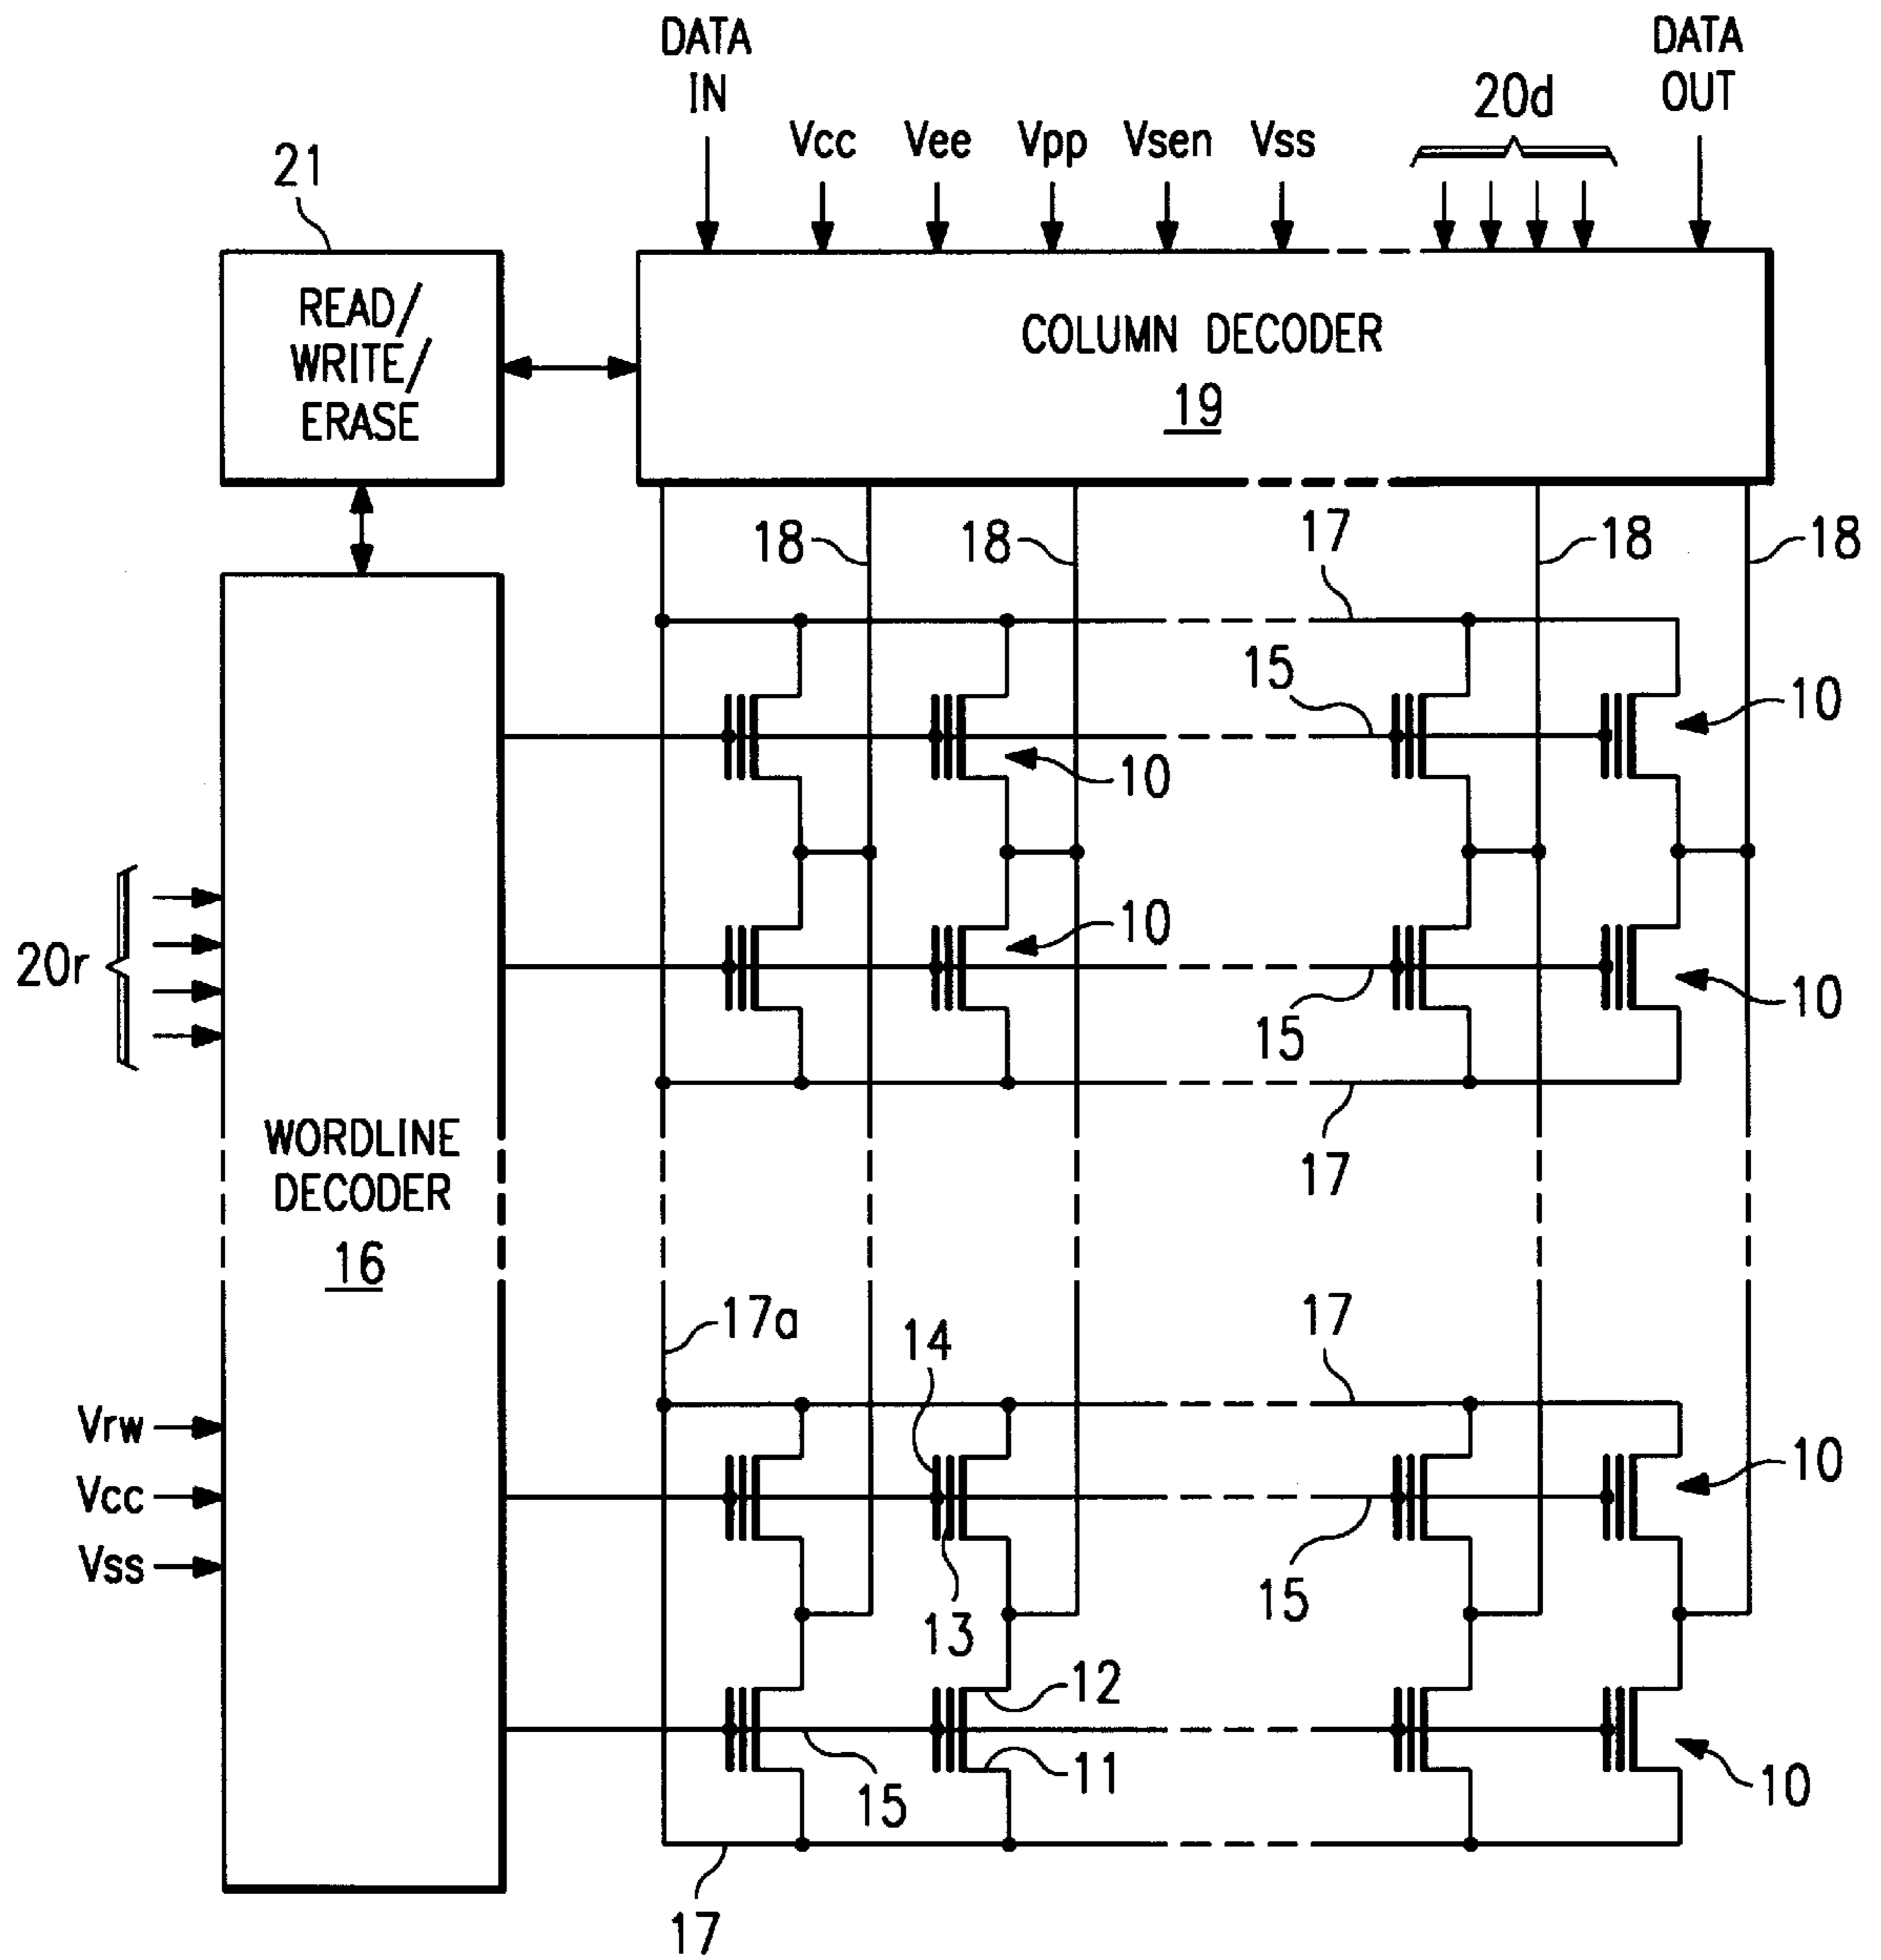 DATA
IN
Vcc
Vee
Vpp
Vsen
Vss
20d
DATA
OUT
21
READ/
WRITE/
ERASE
COLUMN DECODER
19
18
18
17
18
18
15
10
10
10
10
20r
15
17
WORDLINE
DECODER
16
17a
14
17
Vrw
Vcc
Vss
10
15
13
12
11
15
10
17